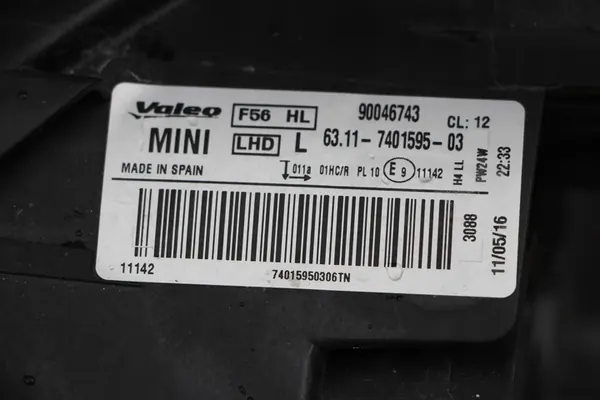 Valeo F56 HL 90046743 CL: 12
MINI LHD L 63.11-7401595-03
MADE IN SPAIN 011a 01HC/R PL 10 E 9 11142
H4 LL
PW24W
22:33
3088
11/05/16
11142 74015950306TN